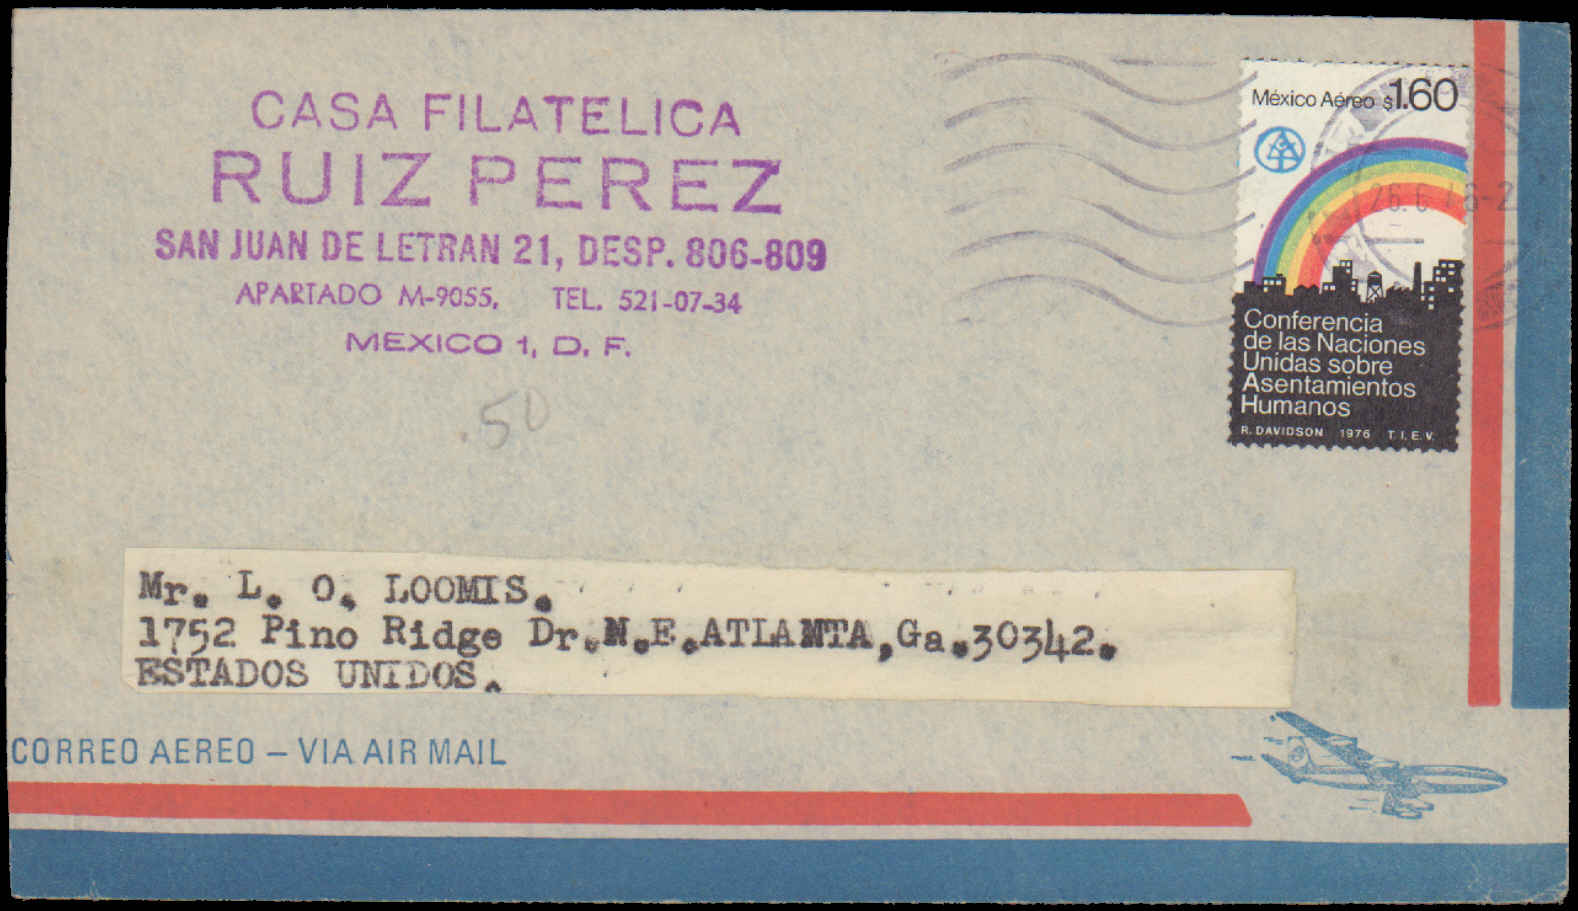 CASA FILATELICA
RUIZ PEREZ
SAN JUAN DE LETRAN 21, DESP. 806-809
APARTADO M-9055. TEL. 521-07-34
MEXICO 1, D. F.
.50
México Aéreo $1.60
Conferencia
de las Naciones
Unidas sobre
Asentamientos
Humanos
R. DAVIDSON 1976 T.I.E.V.
Mr. L. O. LOOMIS.
1752 Pino Ridge Dr.N.E.ATLANTA,Ga.30342.
ESTADOS UNIDOS.
CORREO AEREO – VIA AIR MAIL